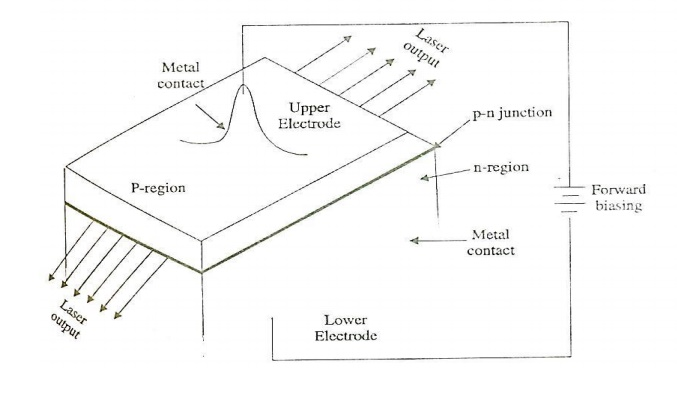 Laser
output
Metal
contact
Upper
Electrode
p-n junction
n-region
P-region
Forward
biasing
Metal
contact
Laser
output
Lower
Electrode